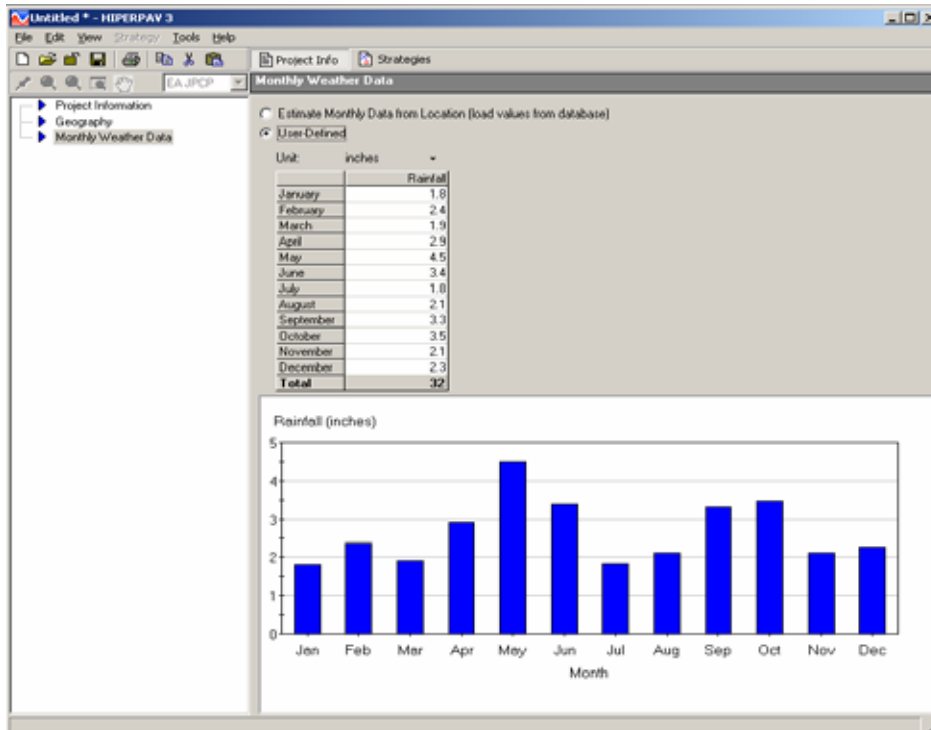 Untitled * - HIPERPAV 3
File Edit View Strategy Tools Help
Project Info Strategies
EA JPCP
Monthly Weather Data
Project Information
Geography
Monthly Weather Data
Estimate Monthly Data from Location (load values from database)
User-Defined
Unit: inches
Rainfall
January 1.8
February 2.4
March 1.9
April 2.9
May 4.5
June 3.4
July 1.8
August 2.1
September 3.3
October 3.5
November 2.1
December 2.3
Total 32
Rainfall (inches)
5
4
3
2
1
0
Jan Feb Mar Apr May Jun Jul Aug Sep Oct Nov Dec
Month